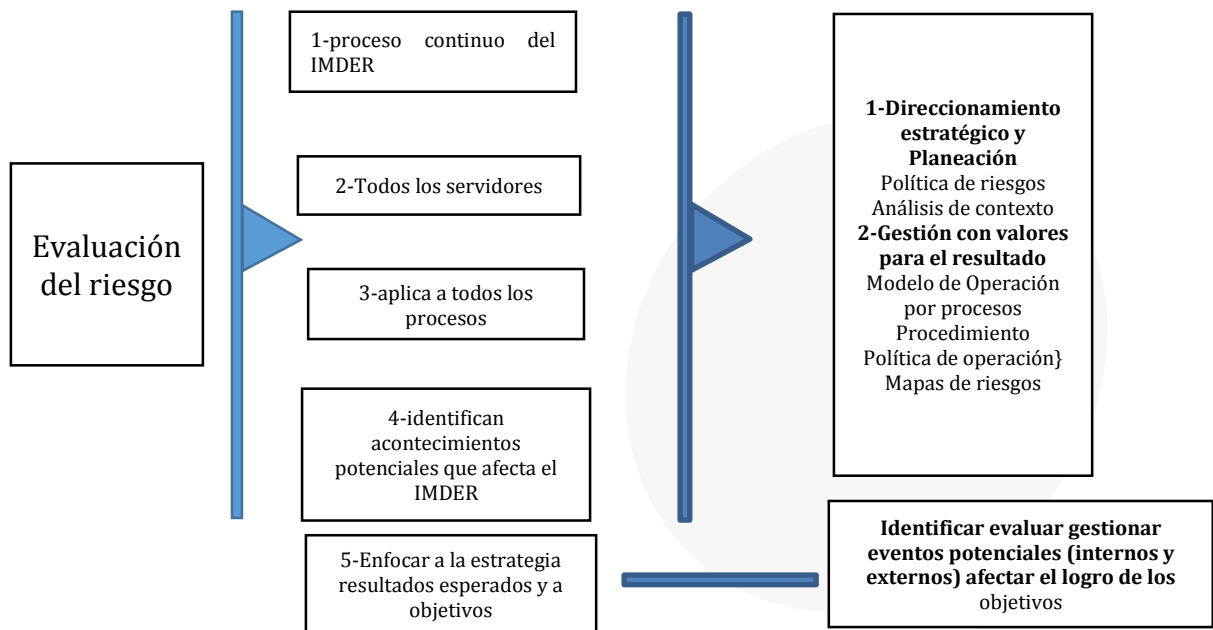 Evaluación
del riesgo
1-proceso continuo del
IMDER
2-Todos los servidores
3-aplica a todos los
procesos
4-identifican
acontecimientos
potenciales que afecta el
IMDER
5-Enfocar a la estrategia
resultados esperados y a
objetivos
1-Direccionamiento
estratégico y
Planeación
Política de riesgos
Análisis de contexto
2-Gestión con valores
para el resultado
Modelo de Operación
por procesos
Procedimiento
Política de operación}
Mapas de riesgos
Identificar evaluar gestionar
eventos potenciales (internos y
externos) afectar el logro de los
objetivos